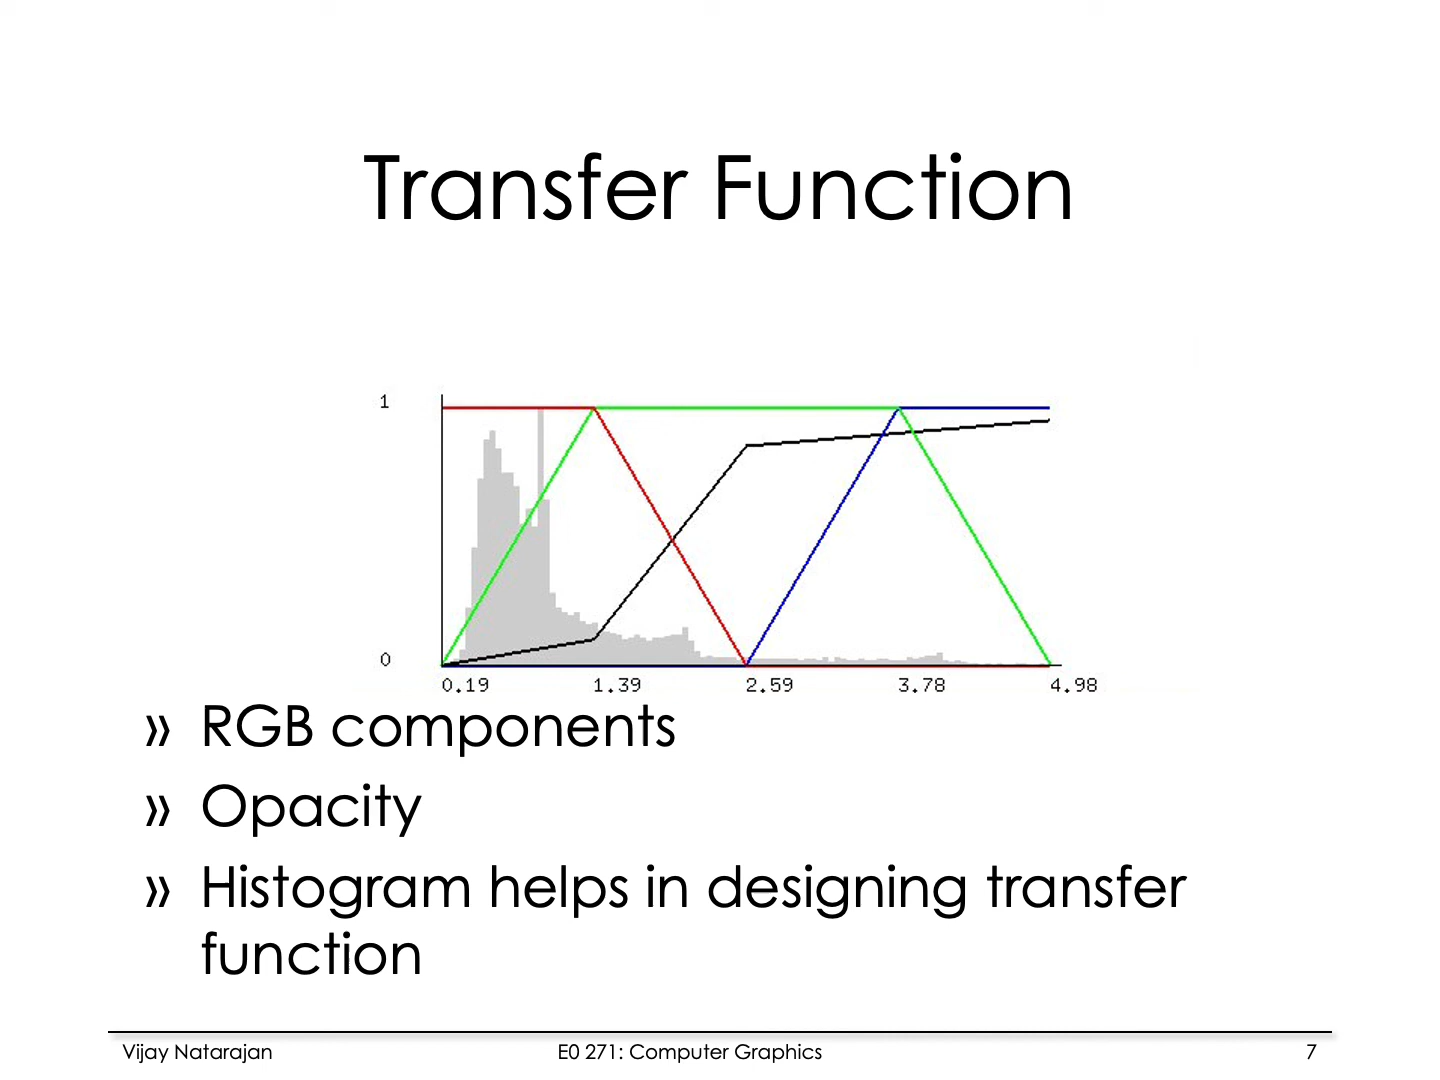 Transfer Function
1
0
0.19 1.39 2.59 3.78 4.98
» RGB components
» Opacity
» Histogram helps in designing transfer
function
Vijay Natarajan E0 271: Computer Graphics 7